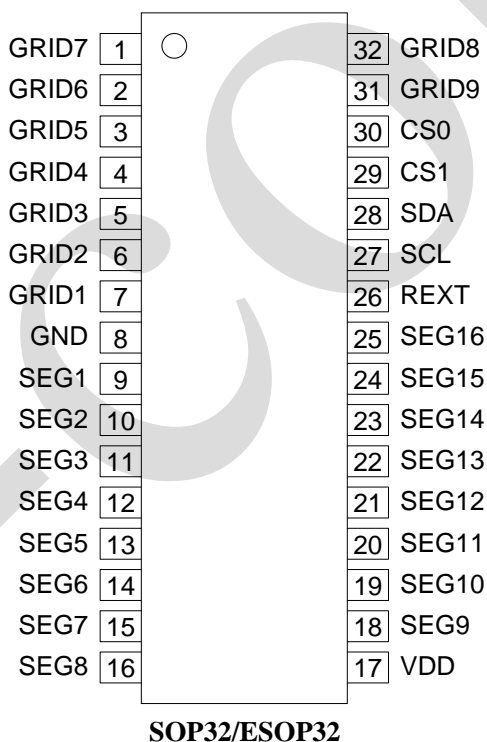 GRID7 1 32 GRID8
GRID6 2 31 GRID9
GRID5 3 30 CS0
GRID4 4 29 CS1
GRID3 5 28 SDA
GRID2 6 27 SCL
GRID1 7 26 REXT
GND 8 25 SEG16
SEG1 9 24 SEG15
SEG2 10 23 SEG14
SEG3 11 22 SEG13
SEG4 12 21 SEG12
SEG5 13 20 SEG11
SEG6 14 19 SEG10
SEG7 15 18 SEG9
SEG8 16 17 VDD
SOP32/ESOP32